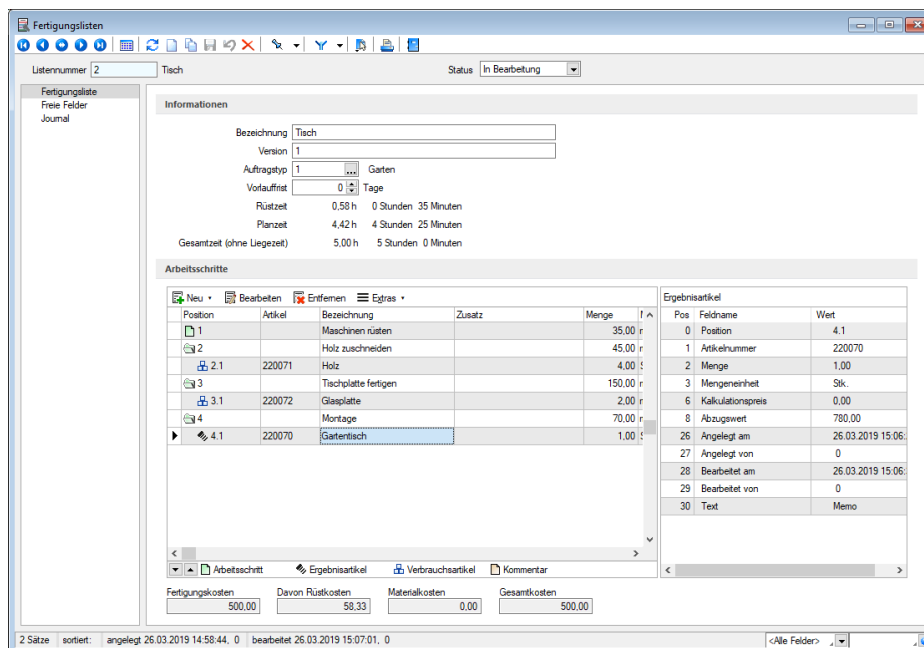 Fertigungslisten
Listennummer 2 Tisch Status In Bearbeitung
Fertigungsliste
Freie Felder
Journal
Informationen
Bezeichnung Tisch
Version 1
Auftragstyp 1 ... Garten
Vorlauffrist 0 Tage
Rüstzeit 0,58 h 0 Stunden 35 Minuten
Planzeit 4,42 h 4 Stunden 25 Minuten
Gesamtzeit (ohne Liegezeit) 5,00 h 5 Stunden 0 Minuten
Arbeitsschritte
Neu Bearbeiten Entfernen Extras
Position Artikel Bezeichnung Zusatz Menge
1 Maschinen rüsten 35,00
2 Holz zuschneiden 45,00
2.1 220071 Holz 4,00
3 Tischplatte fertigen 150,00
3.1 220072 Glasplatte 2,00
4 Montage 70,00
4.1 220070 Gartentisch 1,00
Arbeitsschritt Ergebnisartikel Verbrauchsartikel Kommentar
Ergebnisartikel
Pos Feldname Wert
0 Position 4.1
1 Artikelnummer 220070
2 Menge 1,00
3 Mengeneinheit Stk.
6 Kalkulationspreis 0,00
8 Abzugswert 780,00
26 Angelegt am 26.03.2019 15:06:
27 Angelegt von 0
28 Bearbeitet am 26.03.2019 15:06:
29 Bearbeitet von 0
30 Text Memo
Fertigungskosten Davon Rüstkosten Materialkosten Gesamtkosten
500,00 58,33 0,00 500,00
2 Sätze sortiert: angelegt 26.03.2019 14:58:44, 0 bearbeitet 26.03.2019 15:07:01, 0 <Alle Felder>